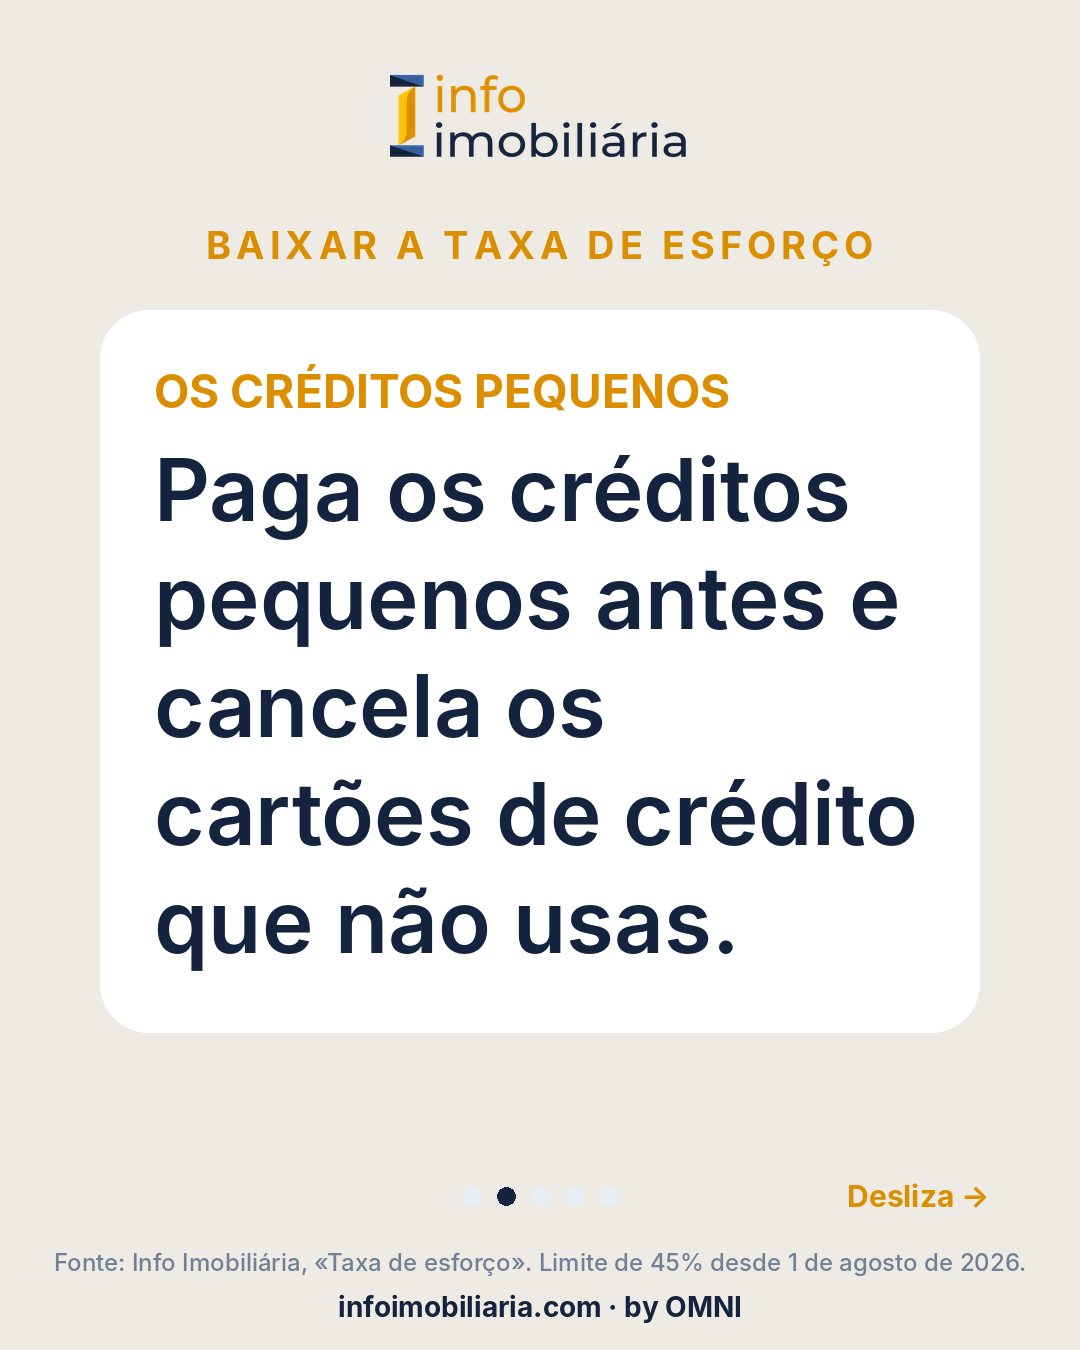 info
imobiliária
BAIXAR A TAXA DE ESFORÇO
OS CRÉDITOS PEQUENOS
Paga os créditos
pequenos antes e
cancela os
cartões de crédito
que não usas.
Desliza →
Fonte: Info Imobiliária, «Taxa de esforço». Limite de 45% desde 1 de agosto de 2026.
infoimobiliaria.com · by OMNI